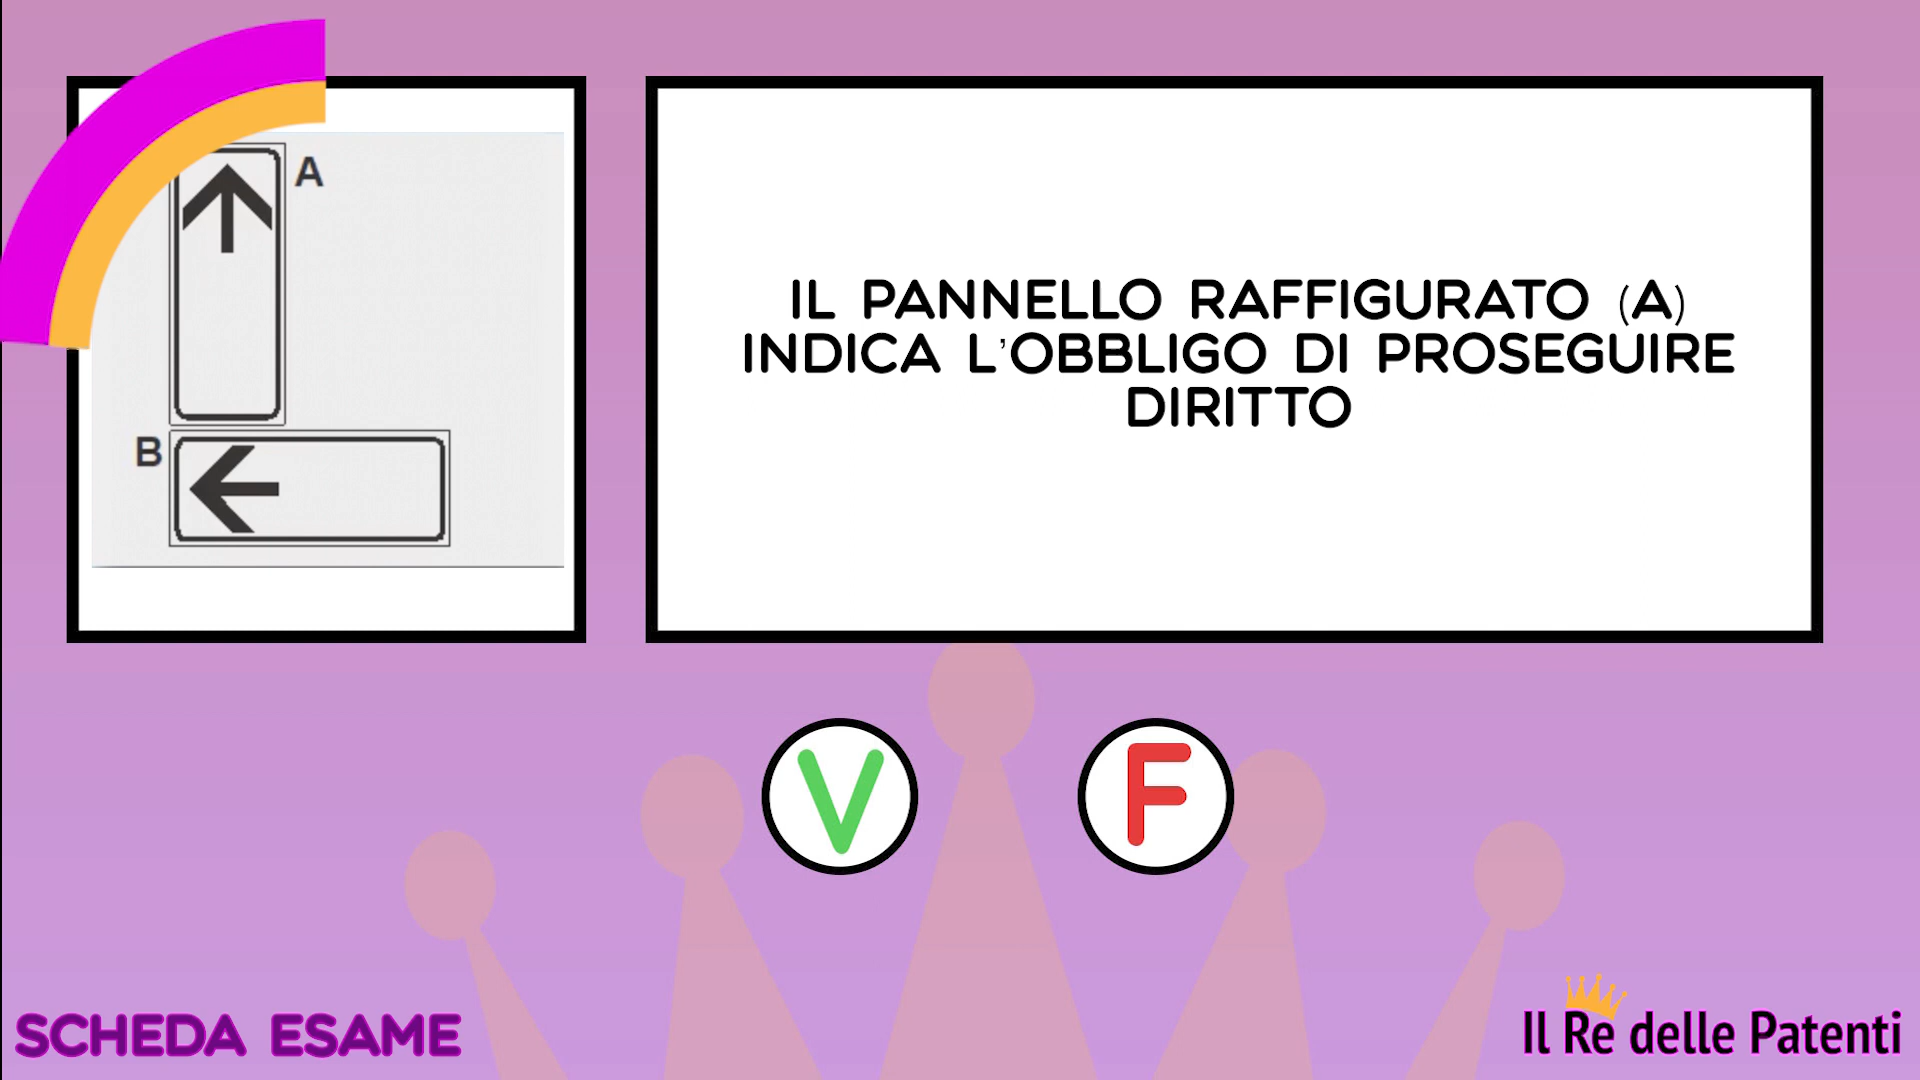 A
B
IL PANNELLO RAFFIGURATO (A)
INDICA L'OBBLIGO DI PROSEGUIRE
DIRITTO
V
F
SCHEDA ESAME
Il Re delle Patenti